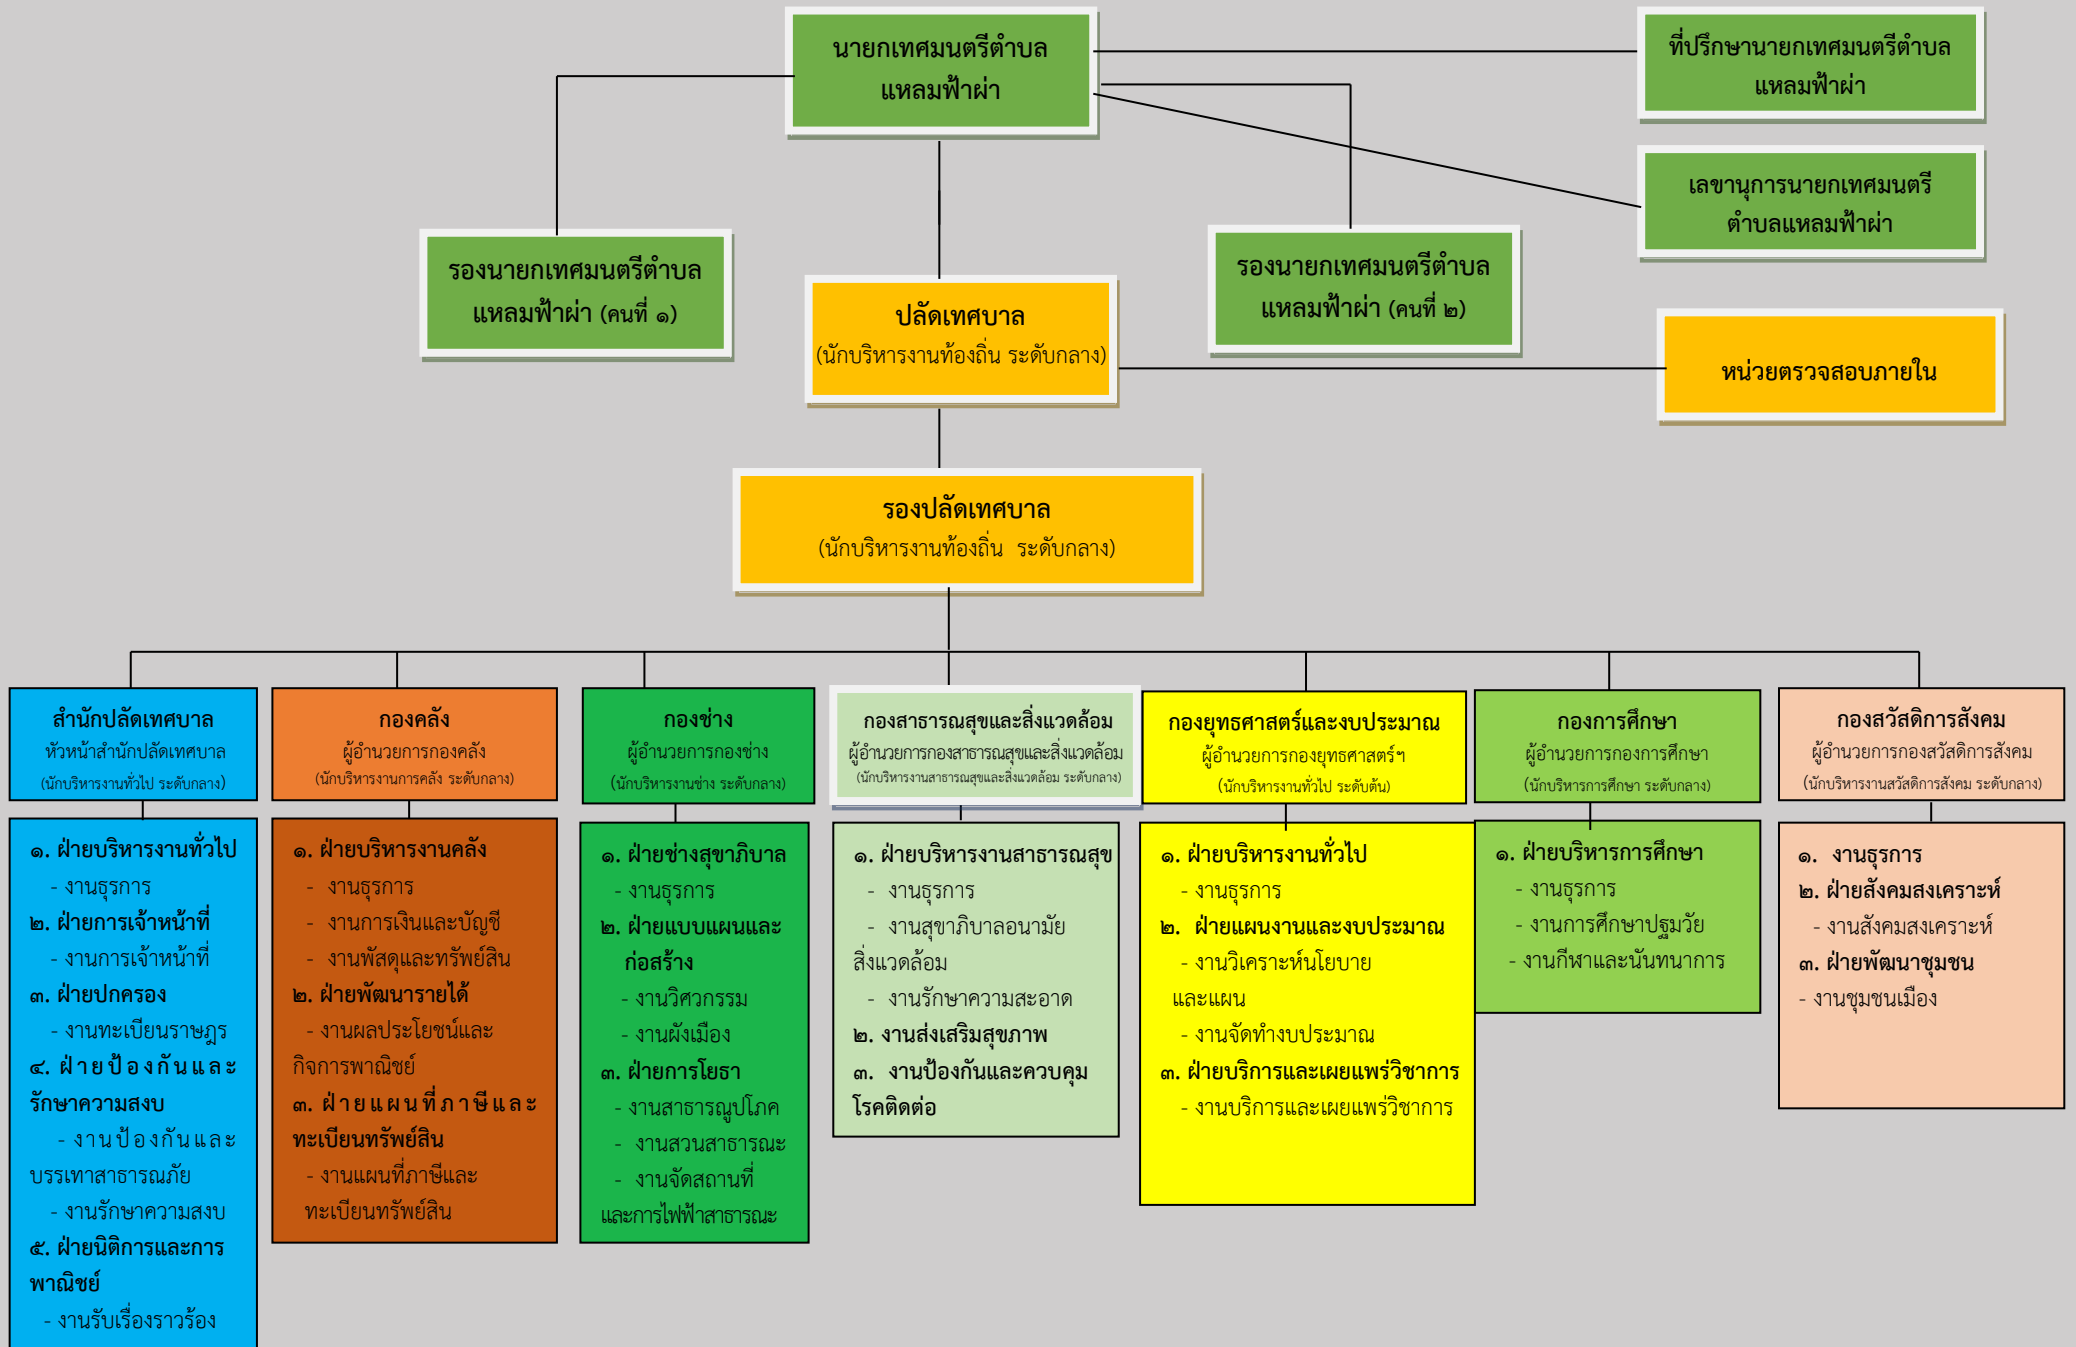 นายกเทศมนตรีตำบล
แหลมฟ้าผ่า
ที่ปรึกษานายกเทศมนตรีตำบล
แหลมฟ้าผ่า
เลขานุการนายกเทศมนตรี
ตำบลแหลมฟ้าผ่า
รองนายกเทศมนตรีตำบล
แหลมฟ้าผ่า (คนที่ ๑)
รองนายกเทศมนตรีตำบล
แหลมฟ้าผ่า (คนที่ ๒)
ปลัดเทศบาล
(นักบริหารงานท้องถิ่น ระดับกลาง)
หน่วยตรวจสอบภายใน
รองปลัดเทศบาล
(นักบริหารงานท้องถิ่น ระดับกลาง)
สำนักปลัดเทศบาล
หัวหน้าสำนักปลัดเทศบาล
(นักบริหารงานทั่วไป ระดับกลาง)
๑. ฝ่ายบริหารงานทั่วไป
- งานธุรการ
๒. ฝ่ายการเจ้าหน้าที่
- งานการเจ้าหน้าที่
๓. ฝ่ายปกครอง
- งานทะเบียนราษฎร
๔. ฝ่ายป้องกันและ
รักษาความสงบ
- งานป้องกันและ
บรรเทาสาธารณภัย
- งานรักษาความสงบ
๕. ฝ่ายนิติการและการ
พาณิชย์
- งานรับเรื่องราวร้อง
กองคลัง
ผู้อำนวยการกองคลัง
(นักบริหารงานการคลัง ระดับกลาง)
๑. ฝ่ายบริหารงานคลัง
- งานธุรการ
- งานการเงินและบัญชี
- งานพัสดุและทรัพย์สิน
๒. ฝ่ายพัฒนารายได้
- งานผลประโยชน์และ
กิจการพาณิชย์
๓. ฝ่ายแผนที่ภาษีและ
ทะเบียนทรัพย์สิน
- งานแผนที่ภาษีและ
ทะเบียนทรัพย์สิน
กองช่าง
ผู้อำนวยการกองช่าง
(นักบริหารงานช่าง ระดับกลาง)
๑. ฝ่ายช่างสุขาภิบาล
- งานธุรการ
๒. ฝ่ายแบบแผนและ
ก่อสร้าง
- งานวิศวกรรม
- งานผังเมือง
๓. ฝ่ายการโยธา
- งานสาธารณูปโภค
- งานสวนสาธารณะ
- งานจัดสถานที่
และการไฟฟ้าสาธารณะ
กองสาธารณสุขและสิ่งแวดล้อม
ผู้อำนวยการกองสาธารณสุขและสิ่งแวดล้อม
(นักบริหารงานสาธารณสุขและสิ่งแวดล้อม ระดับกลาง)
๑. ฝ่ายบริหารงานสาธารณสุข
- งานธุรการ
- งานสุขาภิบาลอนามัย
สิ่งแวดล้อม
- งานรักษาความสะอาด
๒. งานส่งเสริมสุขภาพ
๓. งานป้องกันและควบคุม
โรคติดต่อ
กองยุทธศาสตร์และงบประมาณ
ผู้อำนวยการกองยุทธศาสตร์ฯ
(นักบริหารงานทั่วไป ระดับต้น)
๑. ฝ่ายบริหารงานทั่วไป
- งานธุรการ
๒. ฝ่ายแผนงานและงบประมาณ
- งานวิเคราะห์นโยบาย
และแผน
- งานจัดทำงบประมาณ
๓. ฝ่ายบริการและเผยแพร่วิชาการ
- งานบริการและเผยแพร่วิชาการ
กองการศึกษา
ผู้อำนวยการกองการศึกษา
(นักบริหารการศึกษา ระดับกลาง)
๑. ฝ่ายบริหารการศึกษา
- งานธุรการ
- งานการศึกษาปฐมวัย
- งานกีฬาและนันทนาการ
กองสวัสดิการสังคม
ผู้อำนวยการกองสวัสดิการสังคม
(นักบริหารงานสวัสดิการสังคม ระดับกลาง)
๑. งานธุรการ
๒. ฝ่ายสังคมสงเคราะห์
- งานสังคมสงเคราะห์
๓. ฝ่ายพัฒนาชุมชน
- งานชุมชนเมือง